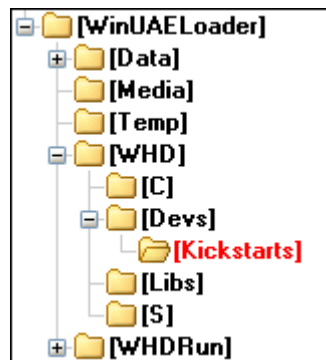 [WinUAELoader]
[Data]
[Media]
[Temp]
[WHD]
[C]
[Devs]
[Kickstarts]
[Libs]
[S]
[WHDRun]